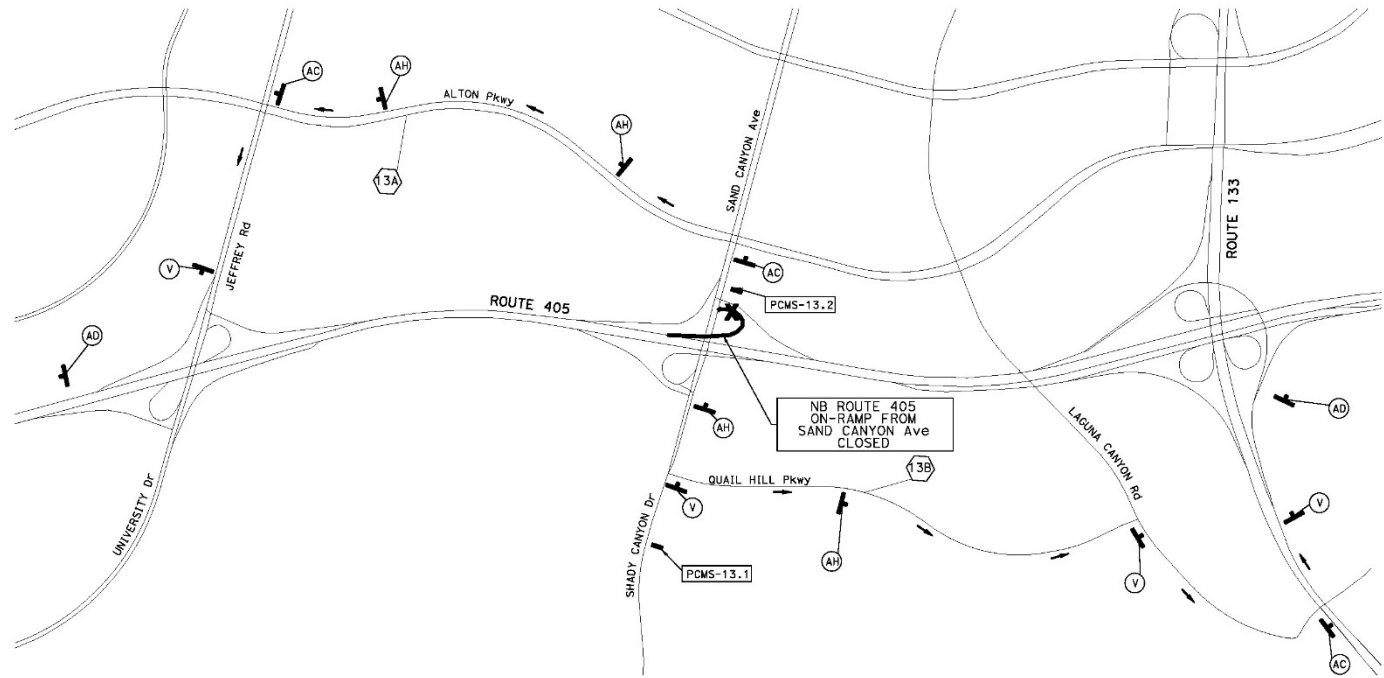 AC
AH
ALTON Pkwy
AH
13A
SAND CANYON Ave
ROUTE 133
JEFFREY Rd
V
AC
PCMS-13.2
ROUTE 405
AD
NB ROUTE 405
ON-RAMP FROM
SAND CANYON Ave
CLOSED
AH
AD
LAGUNA CANYON Rd
13B
QUAIL HILL Pkwy
V
V
UNIVERSITY Dr
SHADY CANYON Dr
AH
PCMS-13.1
V
AC